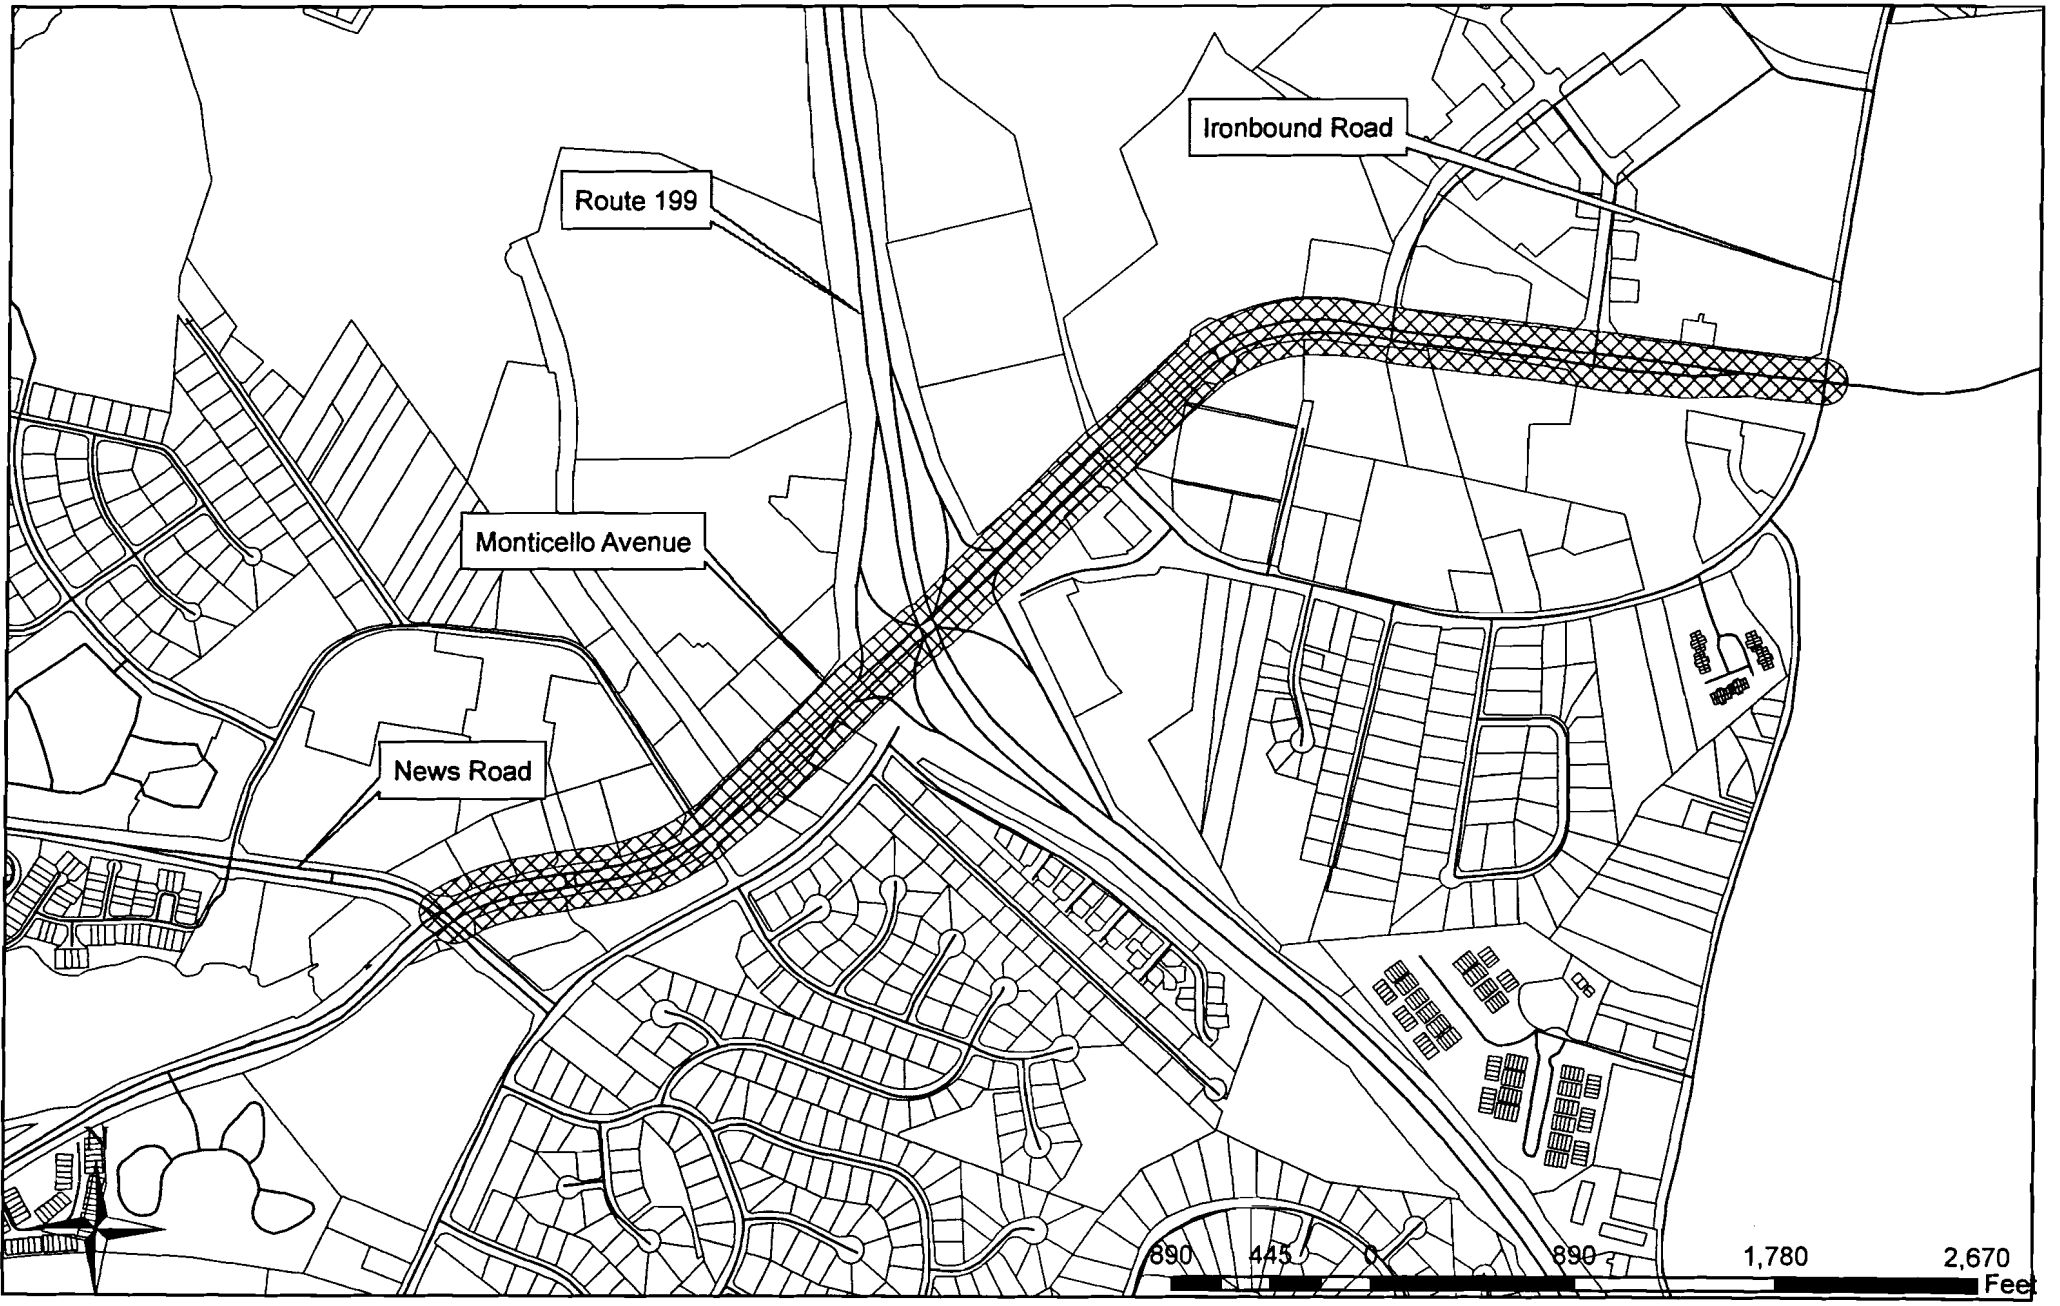 Ironbound Road
Route 199
Monticello Avenue
News Road
890 445 0 890 1,780 2,670
Feet